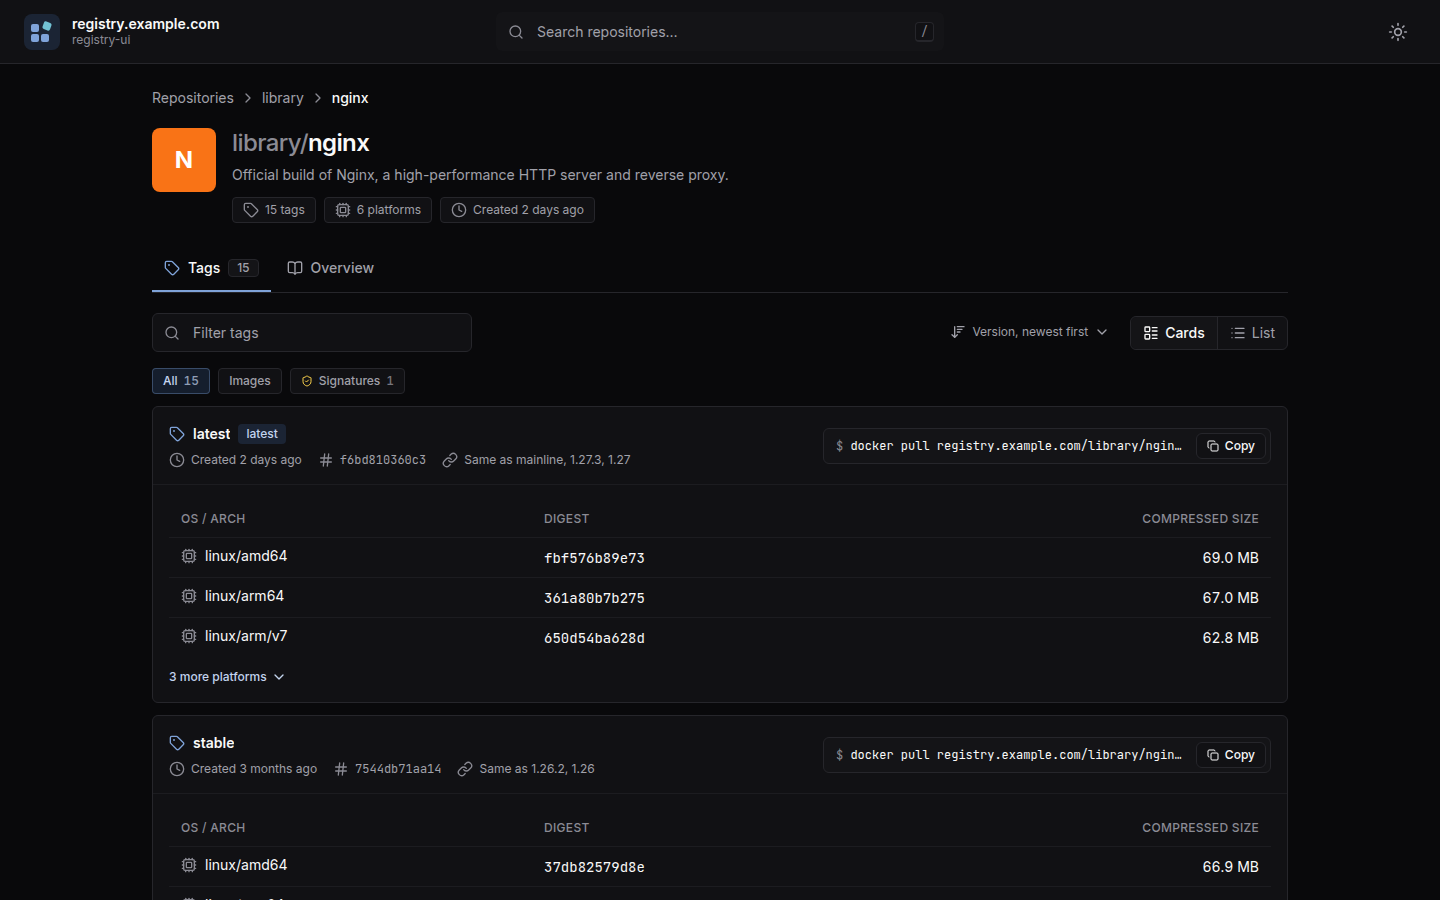 registry.example.com
registry-ui
Search repositories...
/
Repositories > library > nginx
N
library/nginx
Official build of Nginx, a high-performance HTTP server and reverse proxy.
15 tags
6 platforms
Created 2 days ago
Tags 15
Overview
Filter tags
Version, newest first
Cards
List
All 15
Images
Signatures 1
latest latest
Created 2 days ago
# f6bd810360c3
Same as mainline, 1.27.3, 1.27
$ docker pull registry.example.com/library/ngin…
Copy
OS / ARCH DIGEST COMPRESSED SIZE
linux/amd64 fbf576b89e73 69.0 MB
linux/arm64 361a80b7b275 67.0 MB
linux/arm/v7 650d54ba628d 62.8 MB
3 more platforms
stable
Created 3 months ago
# 7544db71aa14
Same as 1.26.2, 1.26
$ docker pull registry.example.com/library/ngin…
Copy
OS / ARCH DIGEST COMPRESSED SIZE
linux/amd64 37db82579d8e 66.9 MB